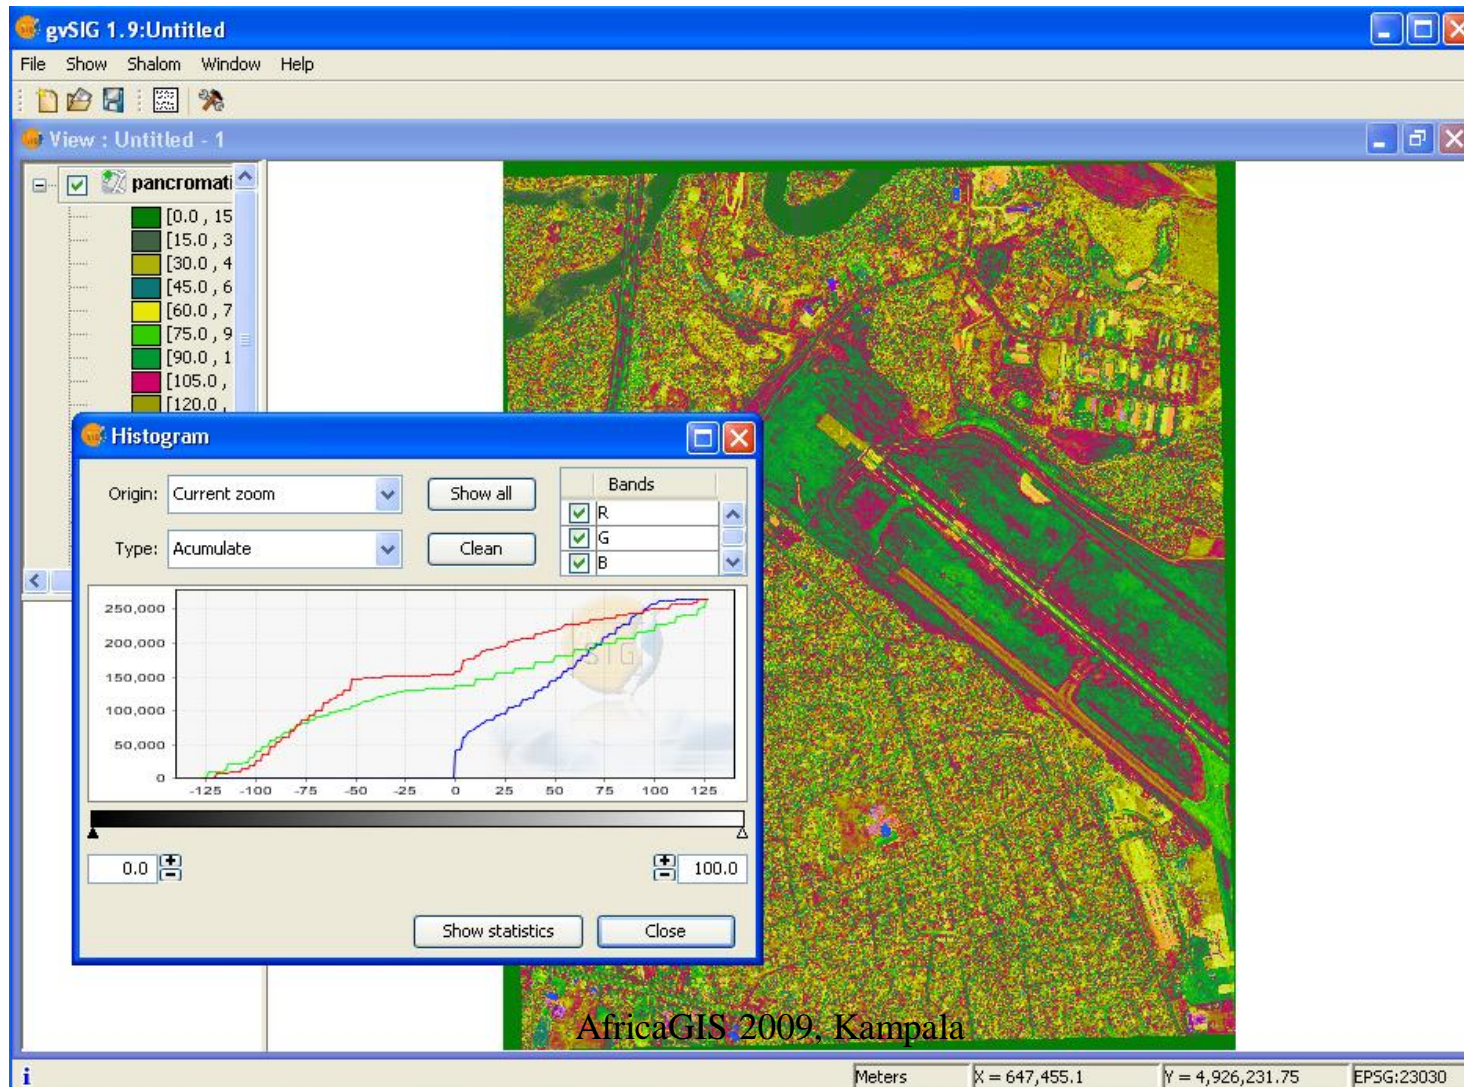 gvSIG 1.9:Untitled
File Show Shalom Window Help
View : Untitled - 1
pancromati
[0.0 , 15
[15.0 , 3
[30.0 , 4
[45.0 , 6
[60.0 , 7
[75.0 , 9
[90.0 , 1
[105.0 ,
[120.0 ,
Histogram
Origin: Current zoom Show all
Type: Acumulate Clean
Bands
R
G
B
250,000
200,000
150,000
100,000
50,000
0
-125 -100 -75 -50 -25 0 25 50 75 100 125
SIG
0.0 100.0
Show statistics Close
AfricaGIS 2009, Kampala
Meters X = 647,455.1 Y = 4,926,231.75 EPSG:23030